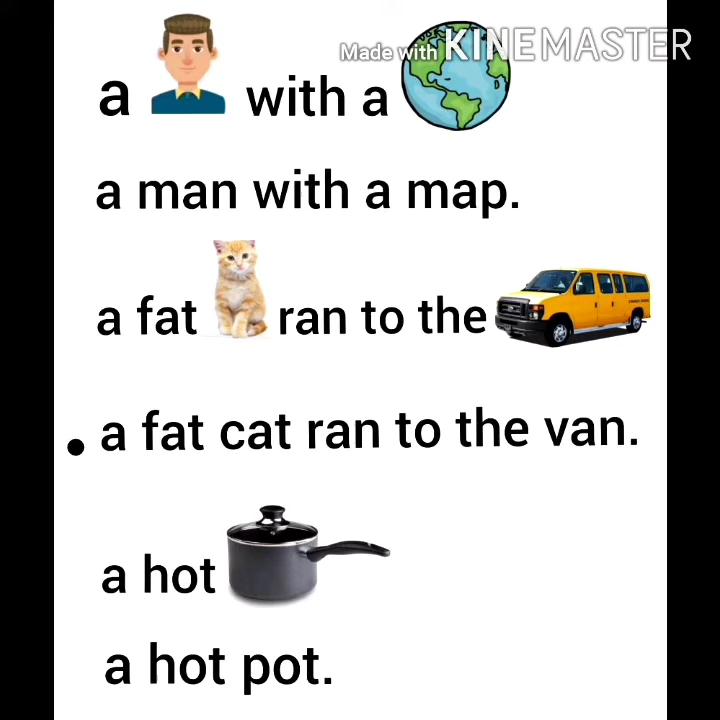 Made with KINEMASTER
a with a
a man with a map.
a fat ran to the
• a fat cat ran to the van.
a hot
a hot pot.